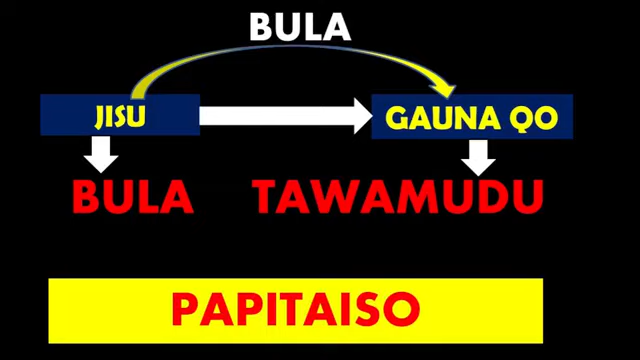 BULA
JISU GAUNA QO
BULA TAWAMUDU
PAPITAISO